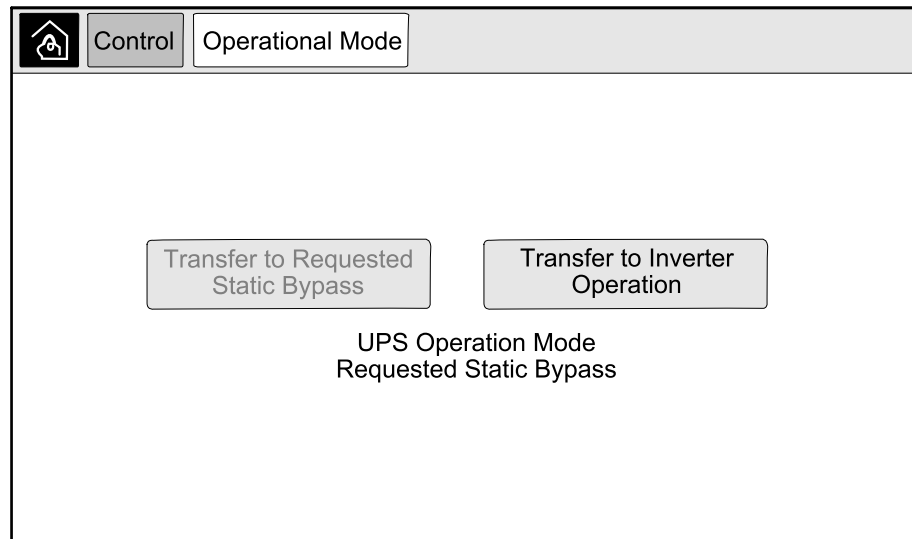 Control Operational Mode
Transfer to Requested
Static Bypass
Transfer to Inverter
Operation
UPS Operation Mode
Requested Static Bypass